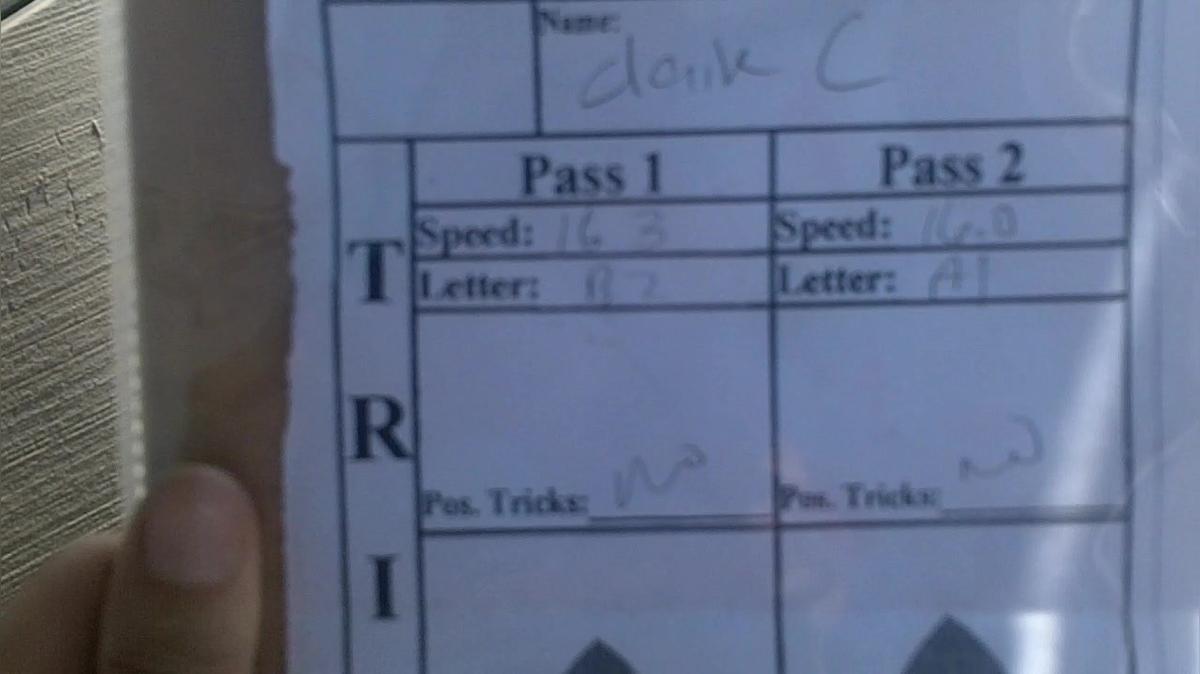 Name:
C
Pass 1 Pass 2
Speed: 16.3 Speed: 16.0
Letter: B2 Letter: A1
Pos. Tricks: No Pos. Tricks: No
T
R
I